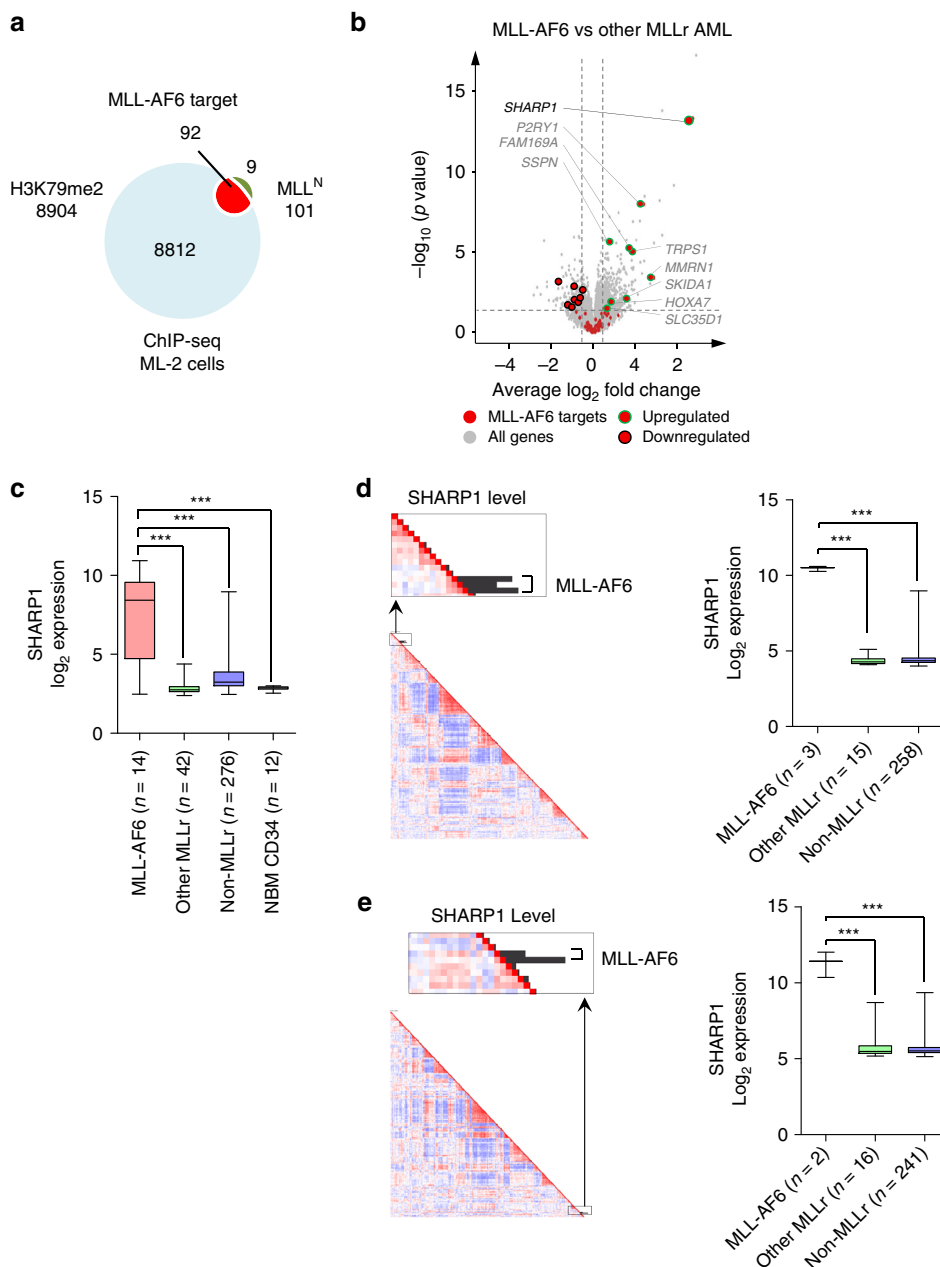 a
MLL-AF6 target
92
9
H3K79me2
8904
MLL^N
101
8812
ChIP-seq
ML-2 cells
b
MLL-AF6 vs other MLLr AML
–log10 (p value)
15
10
5
0
SHARP1
P2RY1
FAM169A
SSPN
TRPS1
MMRN1
SKIDA1
HOXA7
SLC35D1
–4 –2 0 2 4 2
Average log2 fold change
MLL-AF6 targets
Upregulated
All genes
Downregulated
c
SHARP1
log2 expression
15
10
5
0
***
***
***
MLL-AF6 (n = 14)
Other MLLr (n = 42)
Non-MLLr (n = 276)
NBM CD34 (n = 12)
d
SHARP1 level
MLL-AF6
SHARP1
Log2 expression
15
10
5
0
***
***
MLL-AF6 (n = 3)
Other MLLr (n = 15)
Non-MLLr (n = 258)
e
SHARP1 Level
MLL-AF6
SHARP1
Log2 expression
15
10
5
0
***
***
MLL-AF6 (n = 2)
Other MLLr (n = 16)
Non-MLLr (n = 241)